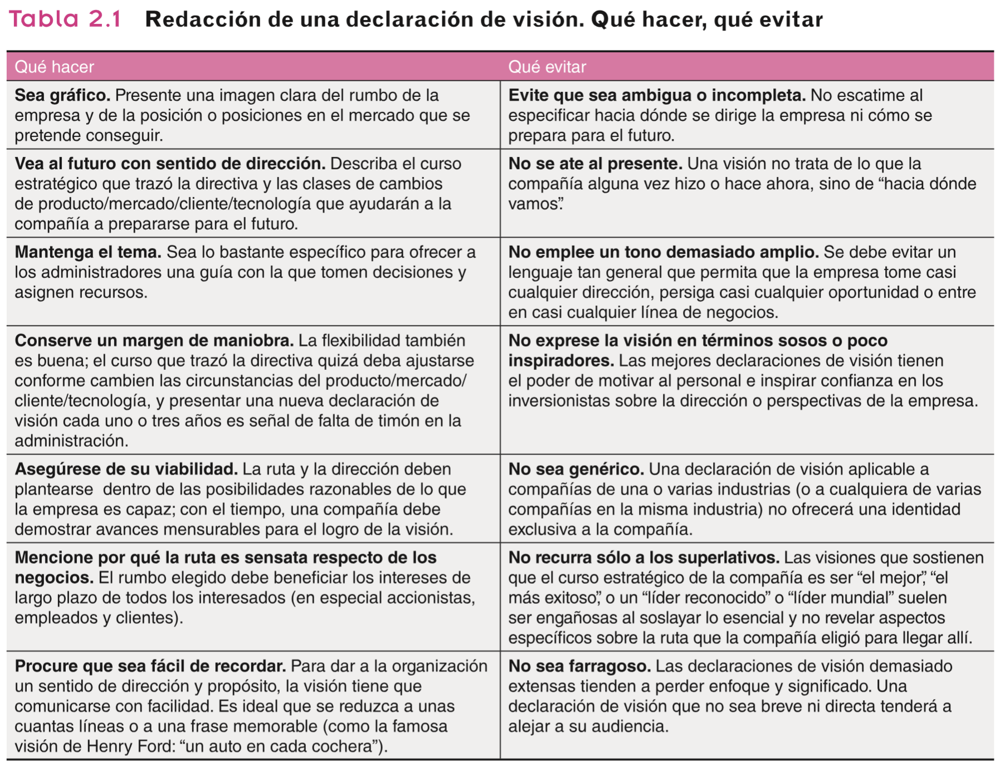 Tabla 2.1 Redacción de una declaración de visión. Qué hacer, qué evitar
Qué hacer
Qué evitar
Sea gráfico. Presente una imagen clara del rumbo de la
empresa y de la posición o posiciones en el mercado que se
pretende conseguir.
Evite que sea ambigua o incompleta. No escatime al
especificar hacia dónde se dirige la empresa ni cómo se
prepara para el futuro.
Vea al futuro con sentido de dirección. Describa el curso
estratégico que trazó la directiva y las clases de cambios
de producto/mercado/cliente/tecnología que ayudarán a la
compañía a prepararse para el futuro.
No se ate al presente. Una visión no trata de lo que la
compañía alguna vez hizo o hace ahora, sino de “hacia dónde
vamos”.
Mantenga el tema. Sea lo bastante específico para ofrecer a
los administradores una guía con la que tomen decisiones y
asignen recursos.
No emplee un tono demasiado amplio. Se debe evitar un
lenguaje tan general que permita que la empresa tome casi
cualquier dirección, persiga casi cualquier oportunidad o entre
en casi cualquier línea de negocios.
Conserve un margen de maniobra. La flexibilidad también
es buena; el curso que trazó la directiva quizá deba ajustarse
conforme cambien las circunstancias del producto/mercado/
cliente/tecnología, y presentar una nueva declaración de
visión cada uno o tres años es señal de falta de timón en la
administración.
No exprese la visión en términos sosos o poco
inspiradores. Las mejores declaraciones de visión tienen
el poder de motivar al personal e inspirar confianza en los
inversionistas sobre la dirección o perspectivas de la empresa.
Asegúrese de su viabilidad. La ruta y la dirección deben
plantearse dentro de las posibilidades razonables de lo que
la empresa es capaz; con el tiempo, una compañía debe
demostrar avances mensurables para el logro de la visión.
No sea genérico. Una declaración de visión aplicable a
compañías de una o varias industrias (o a cualquiera de varias
compañías en la misma industria) no ofrecerá una identidad
exclusiva a la compañía.
Mencione por qué la ruta es sensata respecto de los
negocios. El rumbo elegido debe beneficiar los intereses de
largo plazo de todos los interesados (en especial accionistas,
empleados y clientes).
No recurra sólo a los superlativos. Las visiones que sostienen
que el curso estratégico de la compañía es ser “el mejor”, “el
más exitoso”, o un “líder reconocido” o “líder mundial” suelen
ser engañosas al soslayar lo esencial y no revelar aspectos
específicos sobre la ruta que la compañía eligió para llegar allí.
Procure que sea fácil de recordar. Para dar a la organización
un sentido de dirección y propósito, la visión tiene que
comunicarse con facilidad. Es ideal que se reduzca a unas
cuantas líneas o a una frase memorable (como la famosa
visión de Henry Ford: “un auto en cada cochera”).
No sea farragoso. Las declaraciones de visión demasiado
extensas tienden a perder enfoque y significado. Una
declaración de visión que no sea breve ni directa tenderá a
alejar a su audiencia.